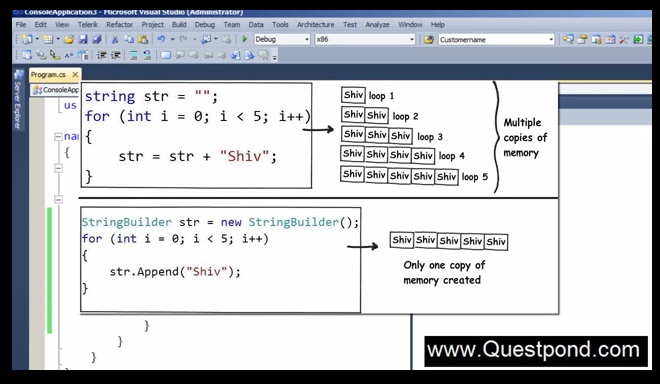 ConsoleApplication3 - Microsoft Visual Studio (Administrator)
File Edit View Telerik Refactor Project Build Debug Team Data Tools Architecture Test Analyze Window Help
Debug x86 Customername
Program.cs X
ConsoleApp
Server Explorer
us
nam
{
string str = "";
for (int i = 0; i < 5; i++)
{
str = str + "Shiv";
}
Shiv loop 1
Shiv Shiv loop 2
Shiv Shiv Shiv loop 3
Shiv Shiv Shiv Shiv loop 4
Shiv Shiv Shiv Shiv Shiv loop 5
Multiple
copies of
memory
StringBuilder str = new StringBuilder();
for (int i = 0; i < 5; i++)
{
str.Append("Shiv");
}
Shiv Shiv Shiv Shiv Shiv
Only one copy of
memory created
}
}
}
www.Questpond.com